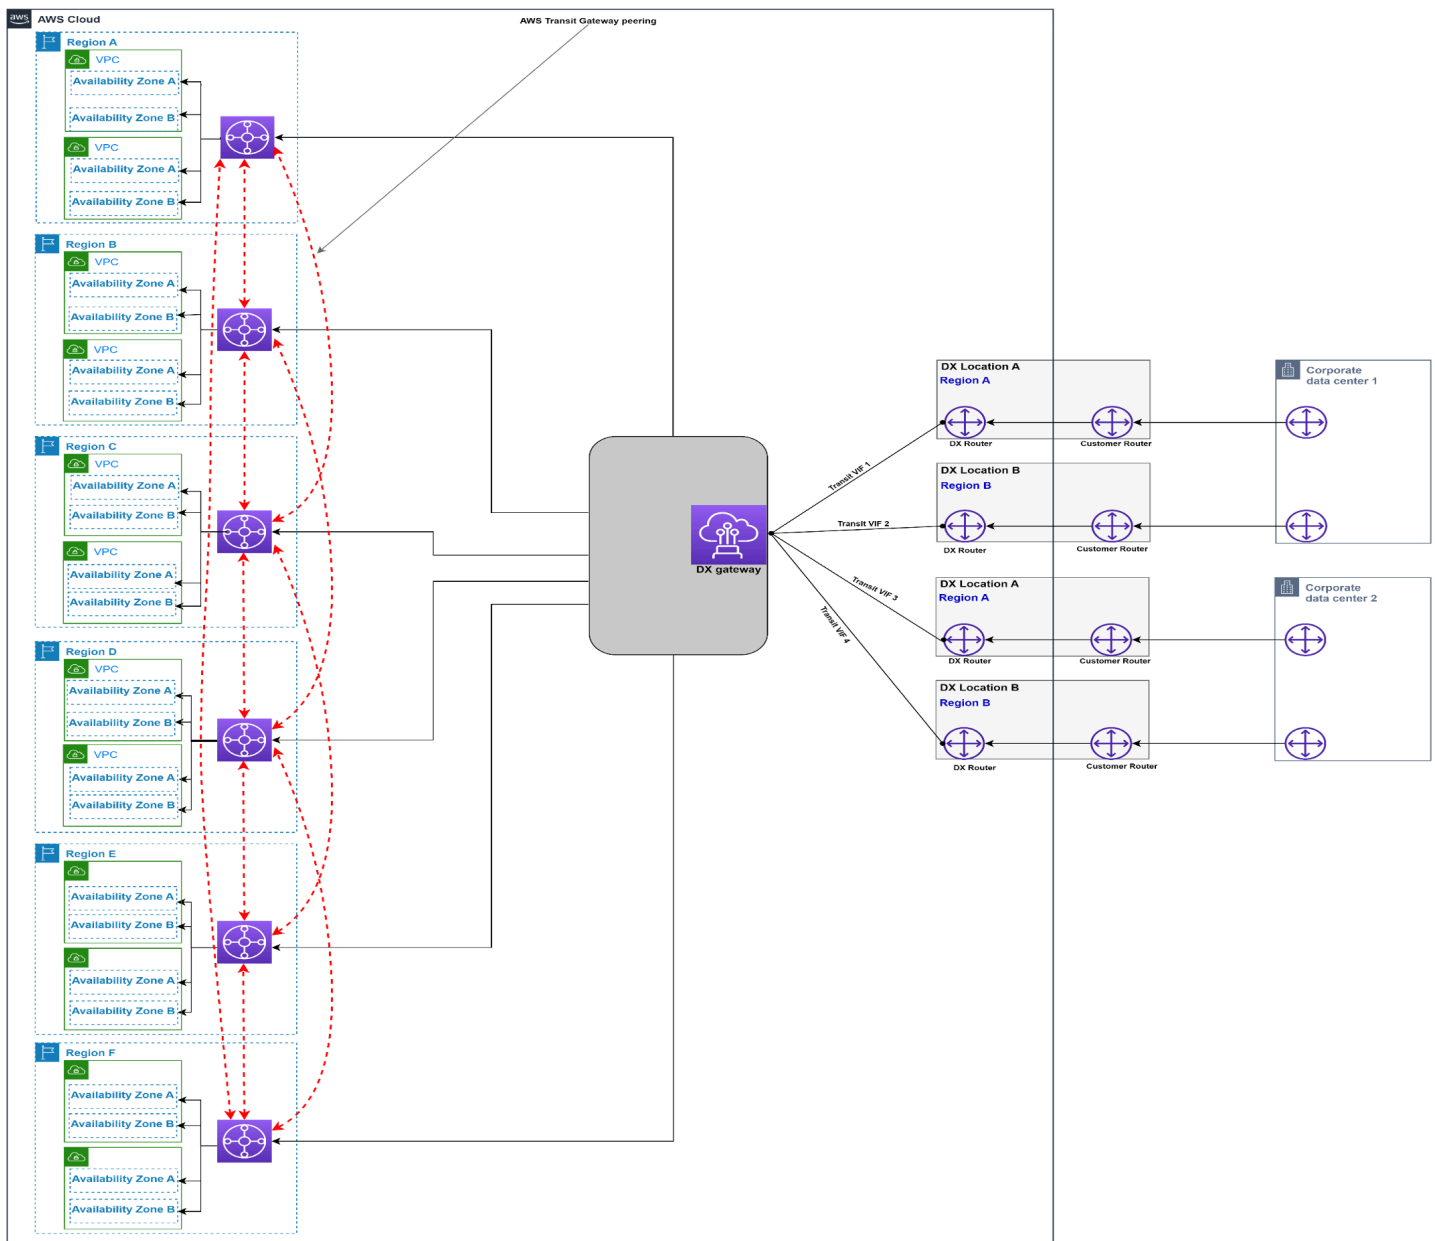 aws
AWS Cloud
AWS Transit Gateway peering
Region A
VPC
Availability Zone A
Availability Zone B
VPC
Availability Zone A
Availability Zone B
Region B
VPC
Availability Zone A
Availability Zone B
VPC
Availability Zone A
Availability Zone B
Region C
VPC
Availability Zone A
Availability Zone B
VPC
Availability Zone A
Availability Zone B
Region D
VPC
Availability Zone A
Availability Zone B
VPC
Availability Zone A
Availability Zone B
Region E
Availability Zone A
Availability Zone B
Availability Zone A
Availability Zone B
Region F
Availability Zone A
Availability Zone B
Availability Zone A
Availability Zone B
DX gateway
Transit VIF 1
Transit VIF 2
Transit VIF 3
Transit VIF 4
DX Location A
Region A
DX Router
Customer Router
DX Location B
Region B
DX Router
Customer Router
DX Location A
Region A
DX Router
Customer Router
DX Location B
Region B
DX Router
Customer Router
Corporate
data center 1
Corporate
data center 2